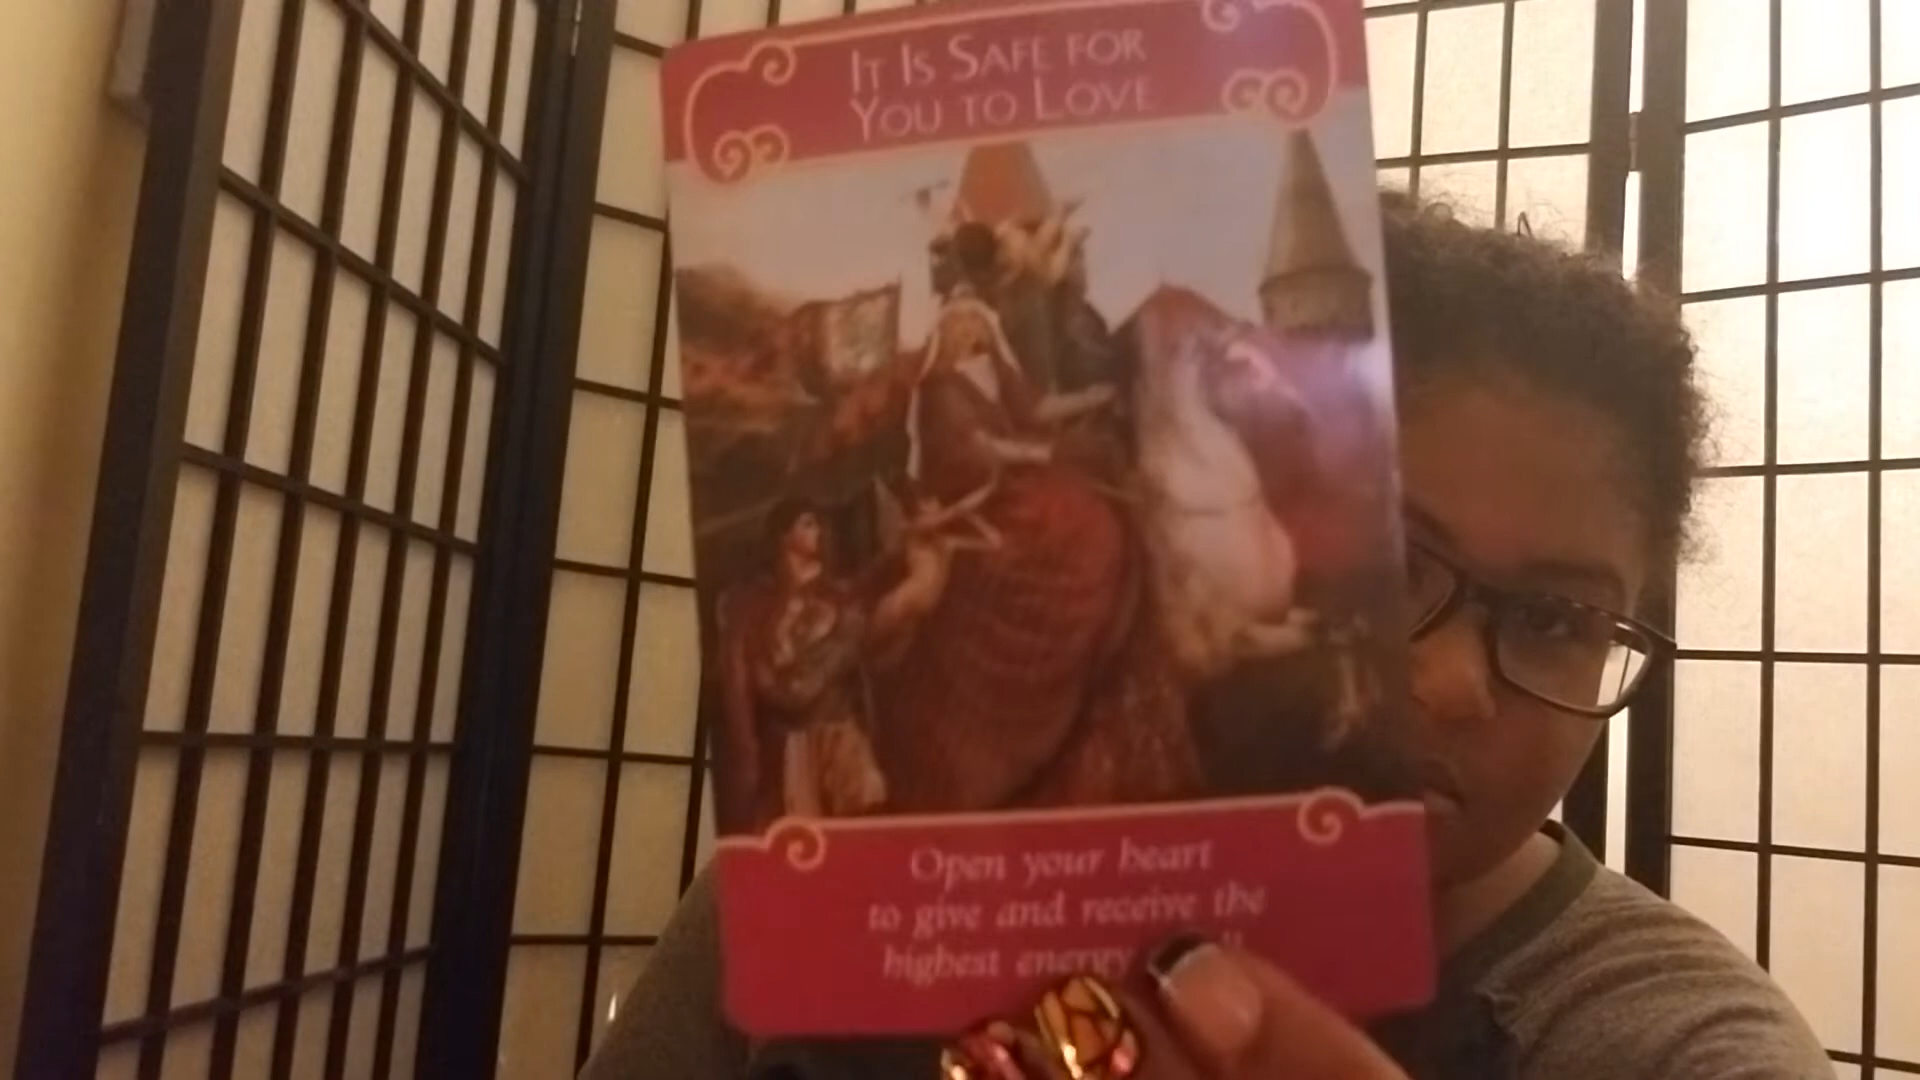 IT IS SAFE FOR
YOU TO LOVE
Open your heart
to give and receive the
highest energy